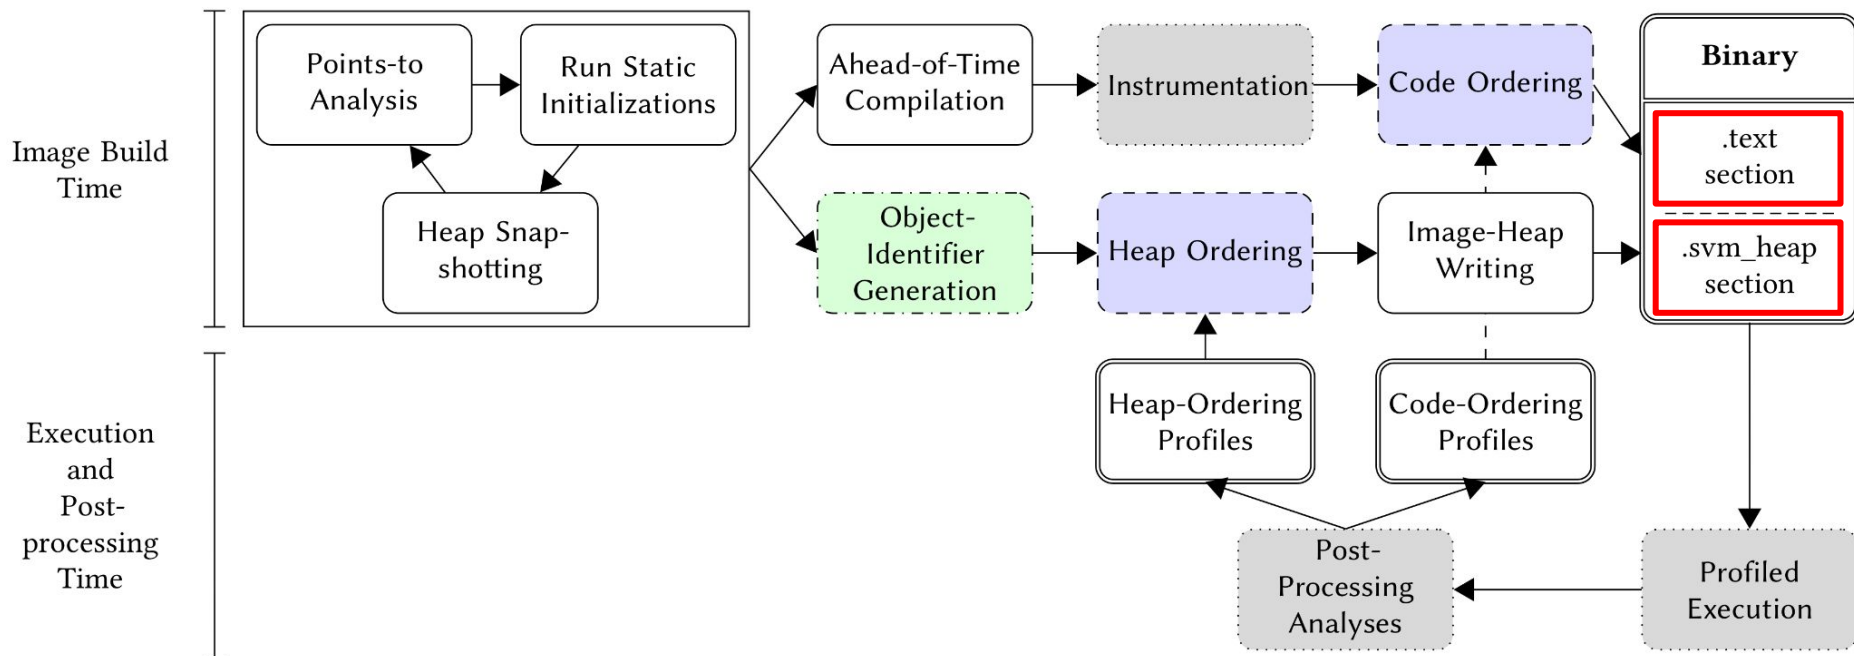 Image Build
Time
Points-to
Analysis
Run Static
Initializations
Heap Snap-
shotting
Ahead-of-Time
Compilation
Instrumentation
Code Ordering
Object-
Identifier
Generation
Heap Ordering
Image-Heap
Writing
Binary
.text
section
.svm_heap
section
Execution
and
Post-
processing
Time
Heap-Ordering
Profiles
Code-Ordering
Profiles
Post-
Processing
Analyses
Profiled
Execution